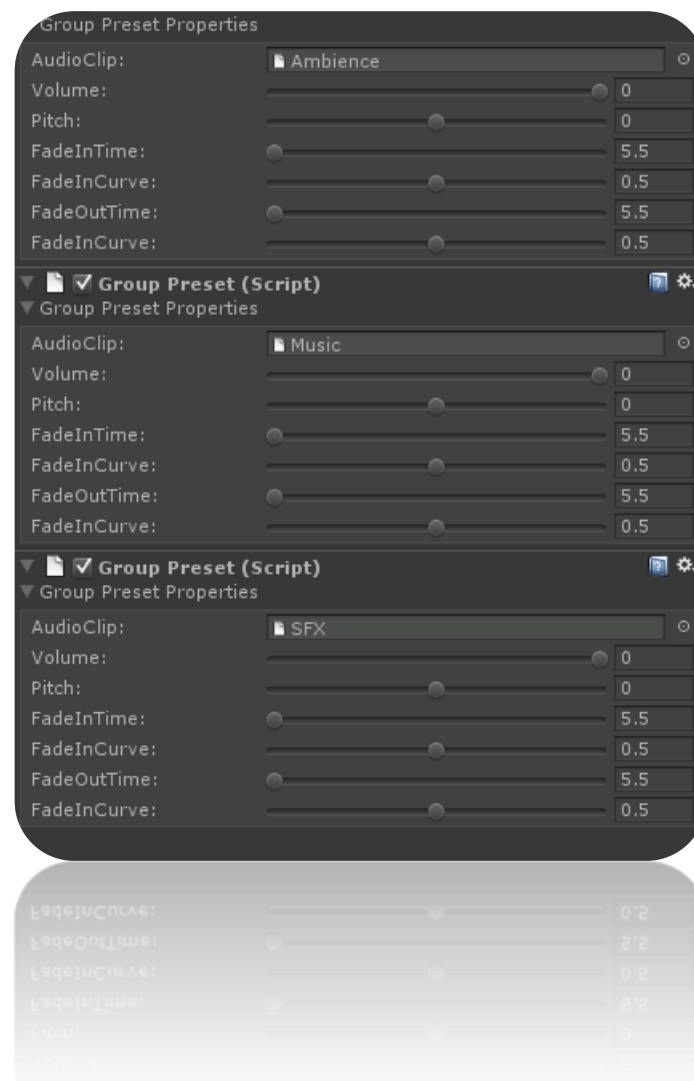 Group Preset Properties
AudioClip: Ambience
Volume: 0
Pitch: 0
FadeInTime: 5.5
FadeInCurve: 0.5
FadeOutTime: 5.5
FadeInCurve: 0.5
Group Preset (Script)
Group Preset Properties
AudioClip: Music
Volume: 0
Pitch: 0
FadeInTime: 5.5
FadeInCurve: 0.5
FadeOutTime: 5.5
FadeInCurve: 0.5
Group Preset (Script)
Group Preset Properties
AudioClip: SFX
Volume: 0
Pitch: 0
FadeInTime: 5.5
FadeInCurve: 0.5
FadeOutTime: 5.5
FadeInCurve: 0.5